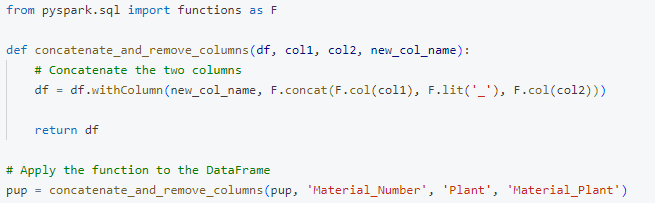 from pyspark.sql import functions as F
def concatenate_and_remove_columns(df, col1, col2, new_col_name):
    # Concatenate the two columns
    df = df.withColumn(new_col_name, F.concat(F.col(col1), F.lit('_'), F.col(col2)))
    return df
# Apply the function to the DataFrame
pup = concatenate_and_remove_columns(pup, 'Material_Number', 'Plant', 'Material_Plant')